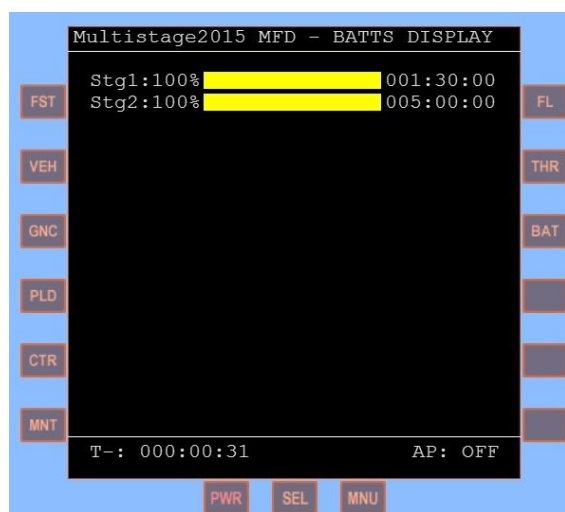 Multistage2015 MFD - BATTS DISPLAY
Stg1:100% 001:30:00
Stg2:100% 005:00:00
FST FL
VEH THR
GNC BAT
PLD
CTR
MNT
T-: 000:00:31 AP: OFF
PWR SEL MNU